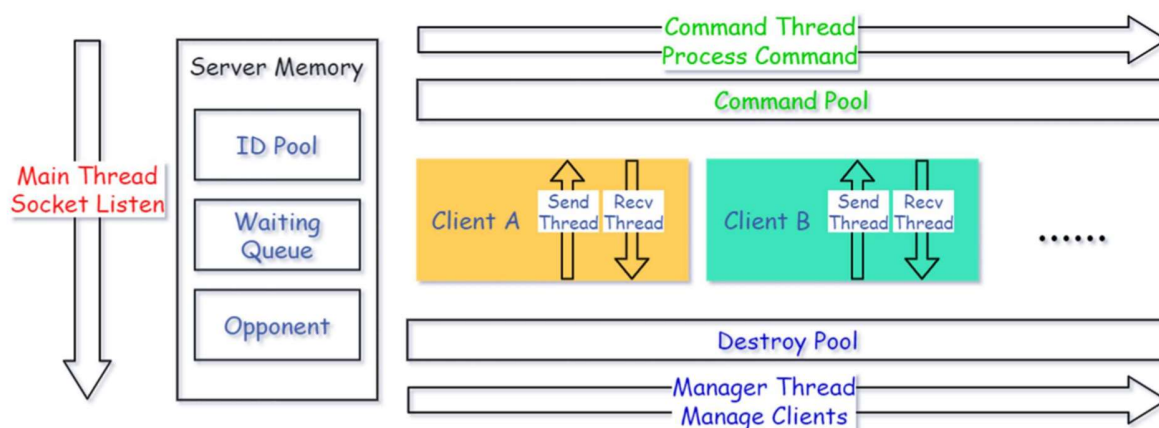 Main Thread
Socket Listen
Server Memory
ID Pool
Waiting
Queue
Opponent
Command Thread
Process Command
Command Pool
Client A
Send
Thread
Recv
Thread
Client B
Send
Thread
Recv
Thread
......
Destroy Pool
Manager Thread
Manage Clients